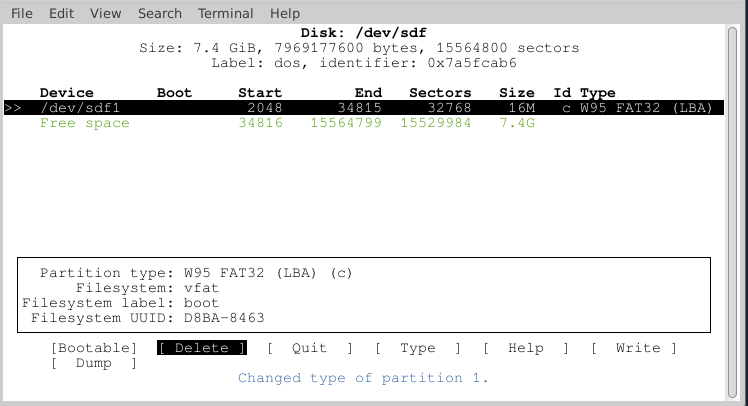 File Edit View Search Terminal Help
Disk: /dev/sdf
Size: 7.4 GiB, 7969177600 bytes, 15564800 sectors
Label: dos, identifier: 0x7a5fcab6
Device Boot Start End Sectors Size Id Type
>> /dev/sdf1 2048 34815 32768 16M c W95 FAT32 (LBA)
Free space 34816 15564799 15529984 7.4G
Partition type: W95 FAT32 (LBA) (c)
Filesystem: vfat
Filesystem label: boot
Filesystem UUID: D8BA-8463
[Bootable] [ Delete ] [ Quit ] [ Type ] [ Help ] [ Write ]
[ Dump ]
Changed type of partition 1.